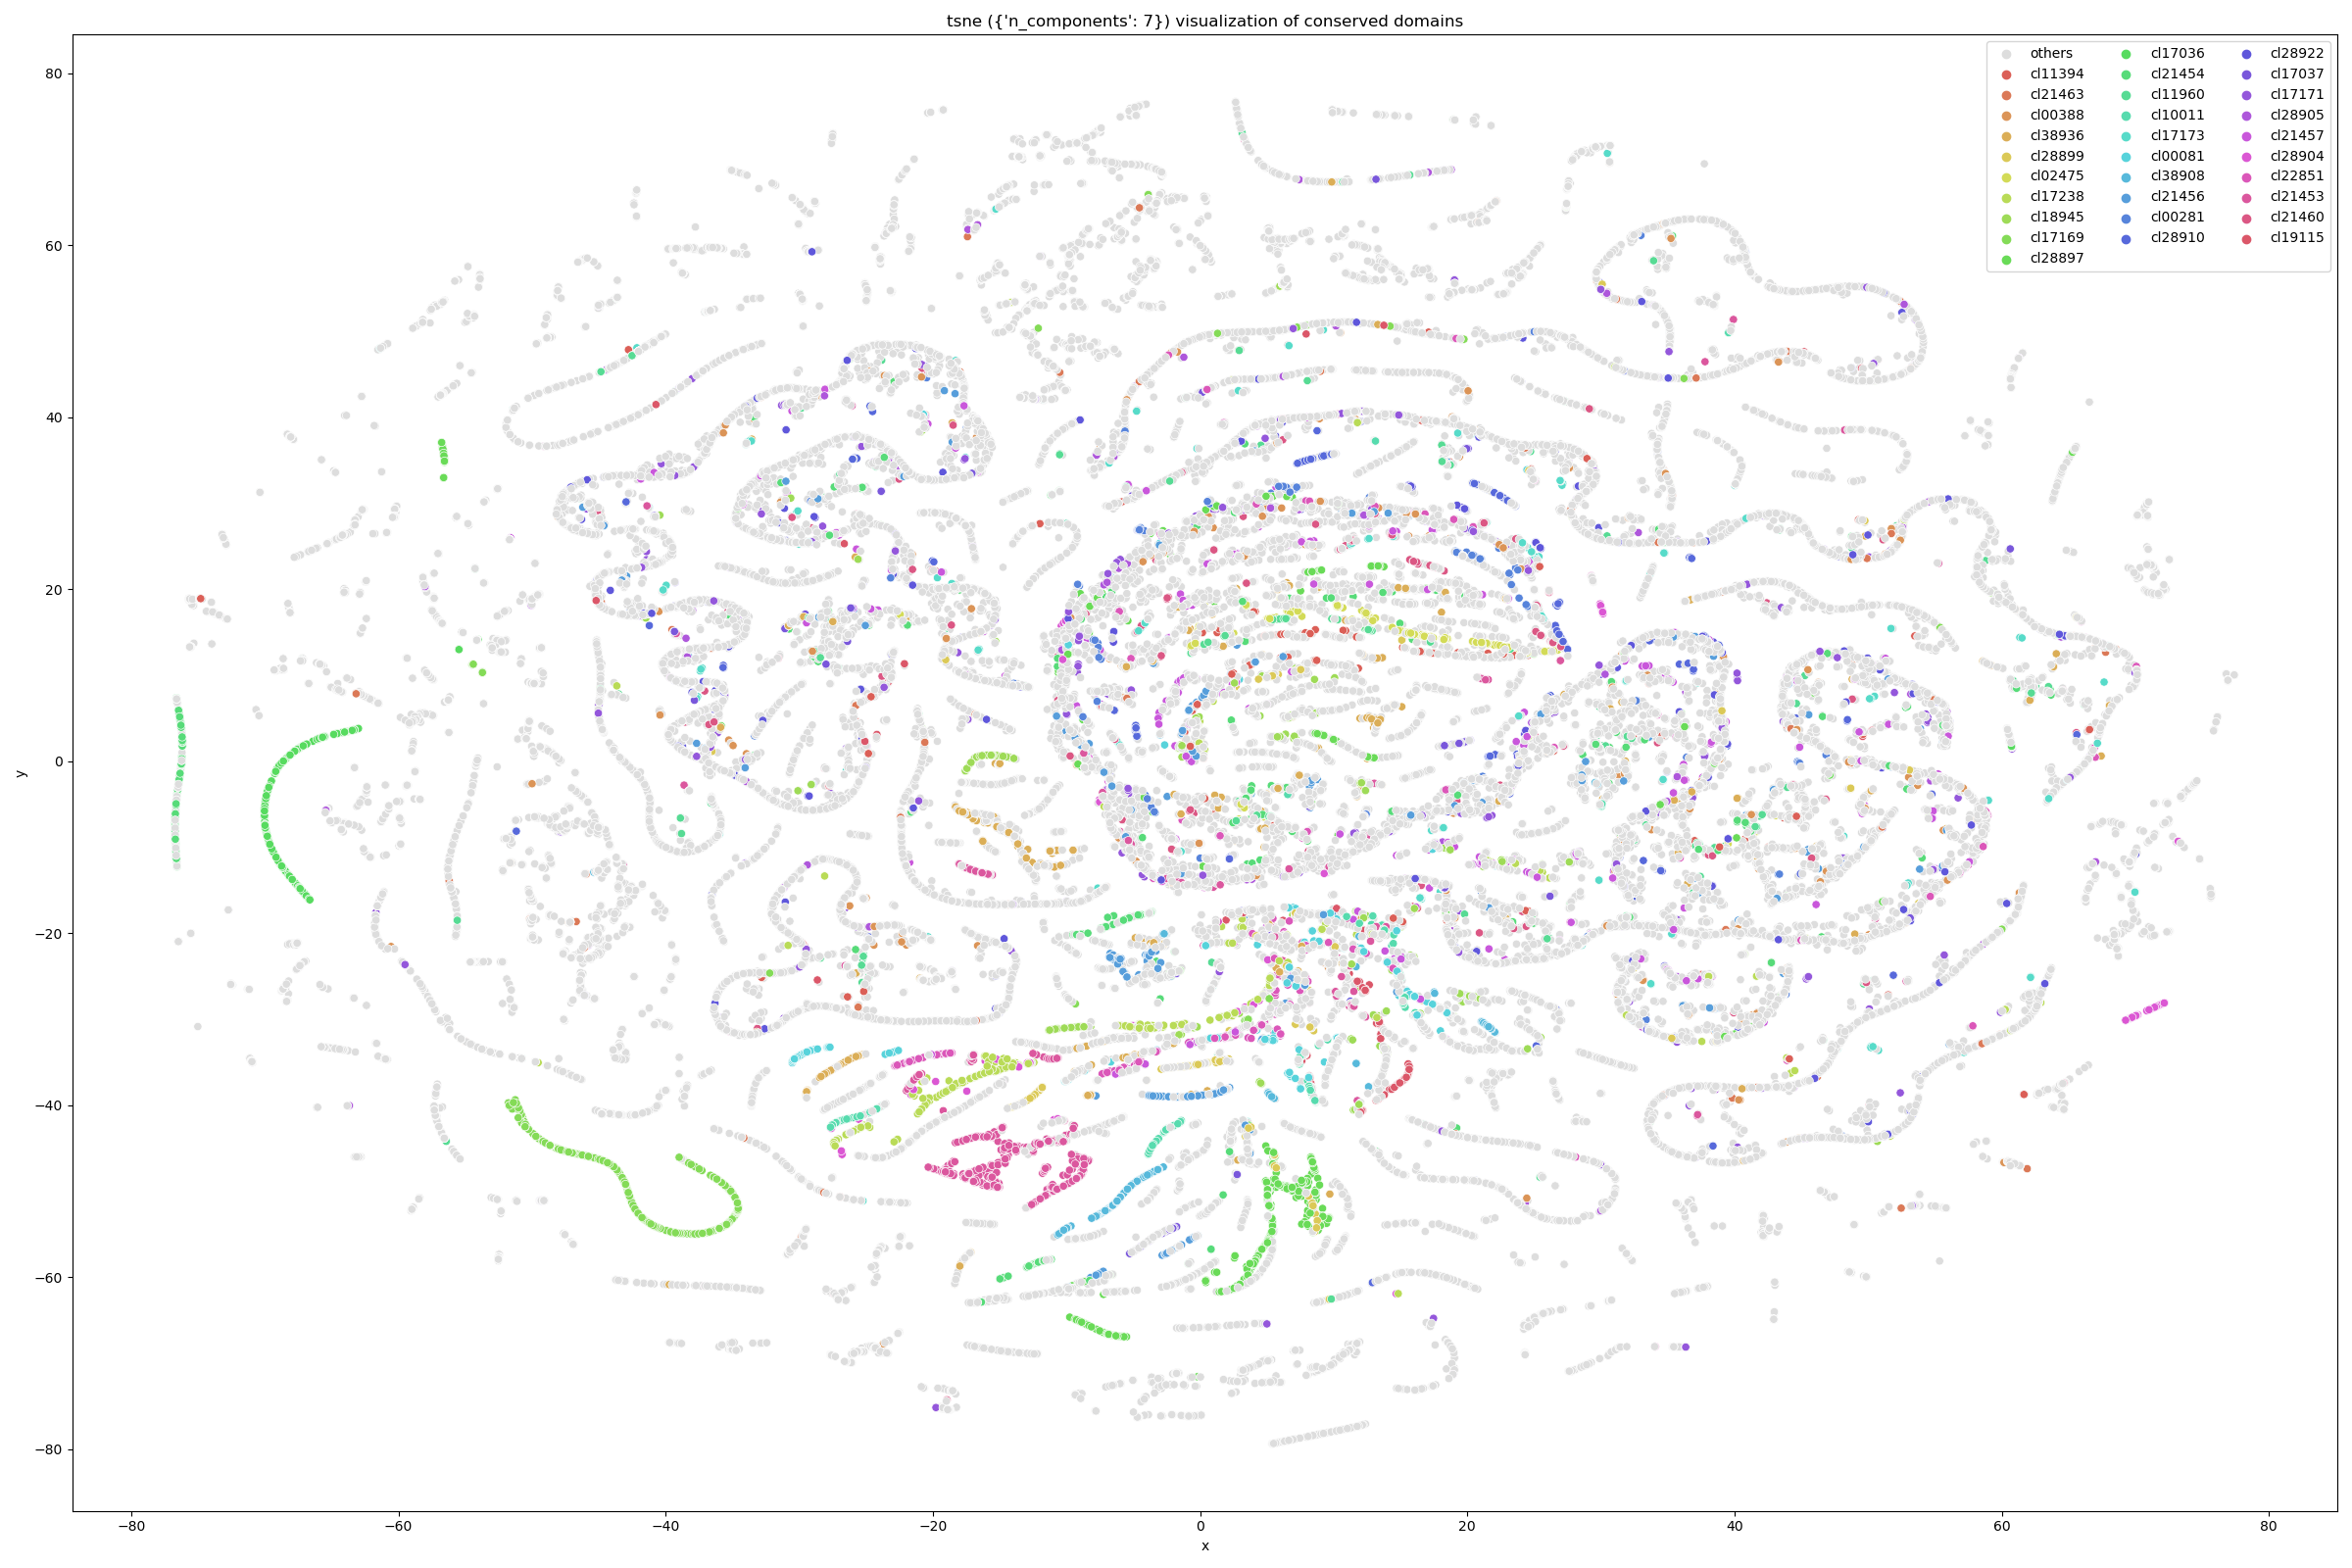 tsne ({'n_components': 7}) visualization of conserved domains
others
cl11394
cl21463
cl00388
cl38936
cl28899
cl02475
cl17238
cl18945
cl17169
cl28897
cl17036
cl21454
cl11960
cl10011
cl17173
cl00081
cl38908
cl21456
cl00281
cl28910
cl28922
cl17037
cl17171
cl28905
cl21457
cl28904
cl22851
cl21453
cl21460
cl19115
80
60
40
20
0
−20
−40
−60
−80
y
−80 −60 −40 −20 0 20 40 60 80
x